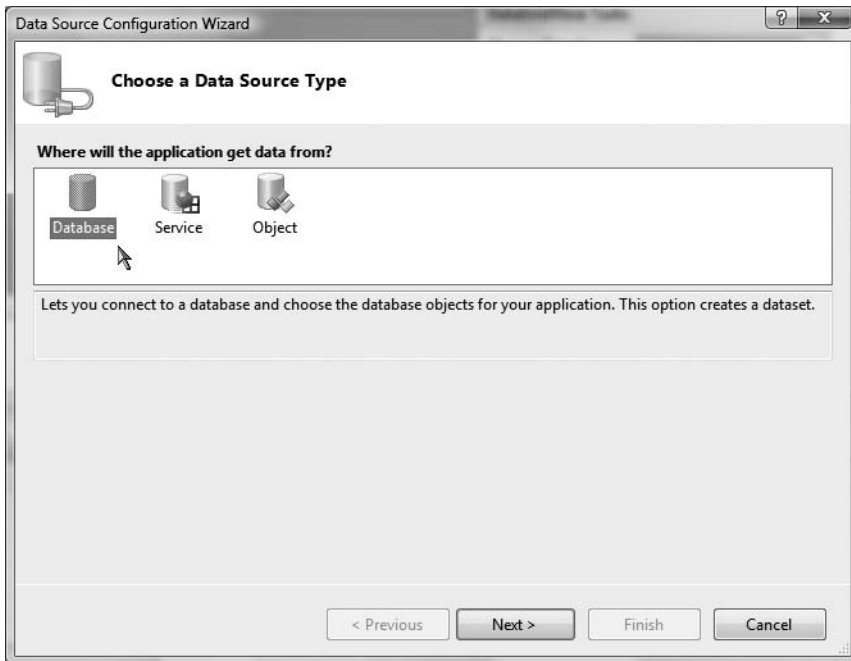 Data Source Configuration Wizard
Choose a Data Source Type
Where will the application get data from?
Database
Service
Object
Lets you connect to a database and choose the database objects for your application. This option creates a dataset.
< Previous
Next >
Finish
Cancel